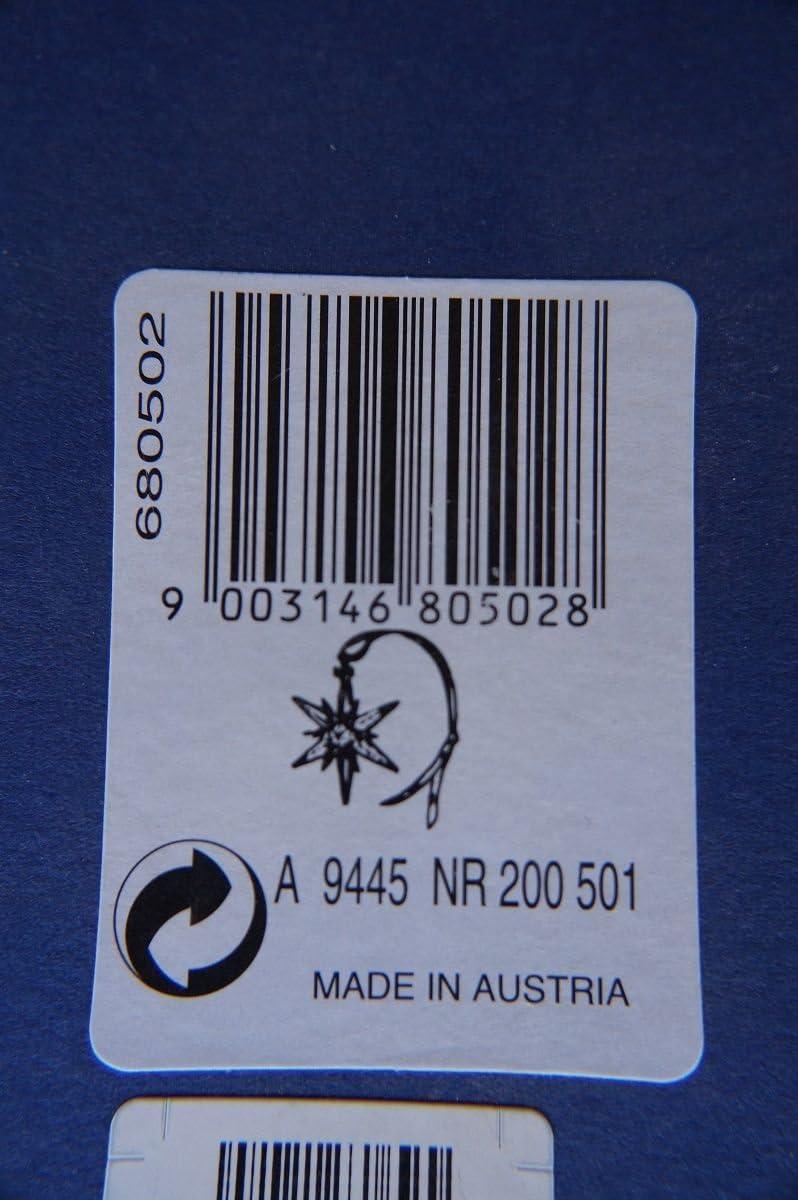 680502
9 003146 805028
A 9445 NR 200 501
MADE IN AUSTRIA